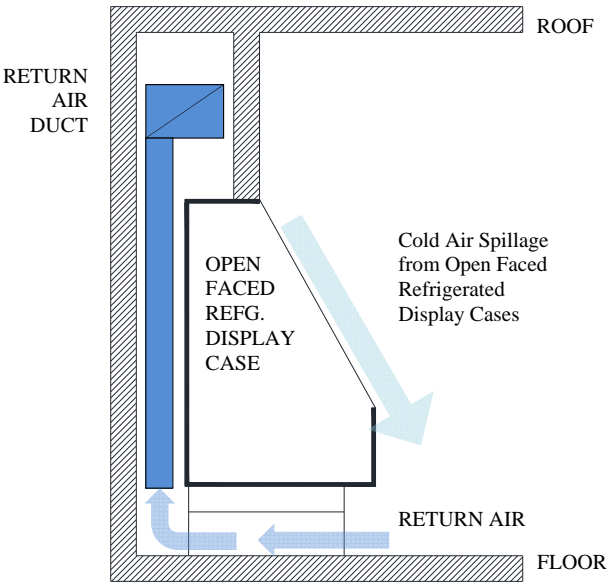 ROOF
RETURN
AIR
DUCT
Cold Air Spillage
from Open Faced
Refrigerated
Display Cases
OPEN
FACED
REFG.
DISPLAY
CASE
RETURN AIR
FLOOR